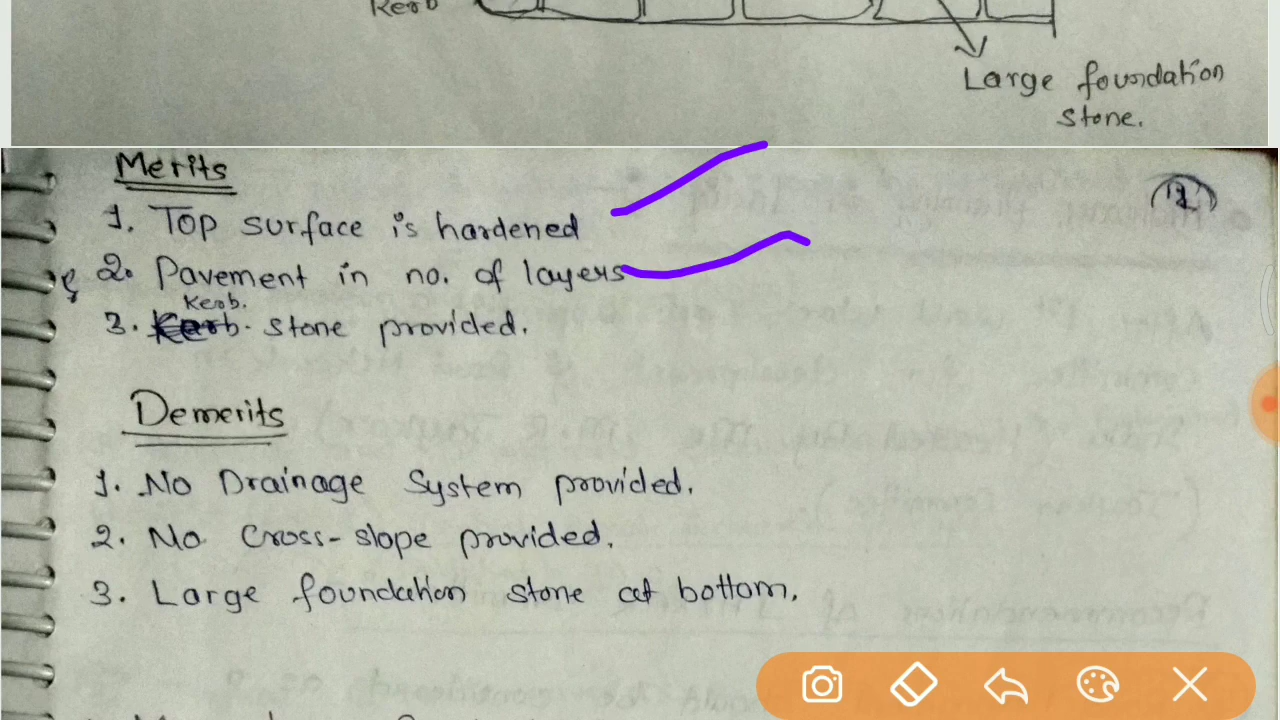 Kerb
Large foundation
stone.
Merits
1. Top surface is hardened
2. Pavement in no. of layers
Kerb.
3. stone provided.
Demerits
1. No Drainage System provided.
2. No Cross-slope provided.
3. Large foundation stone at bottom.